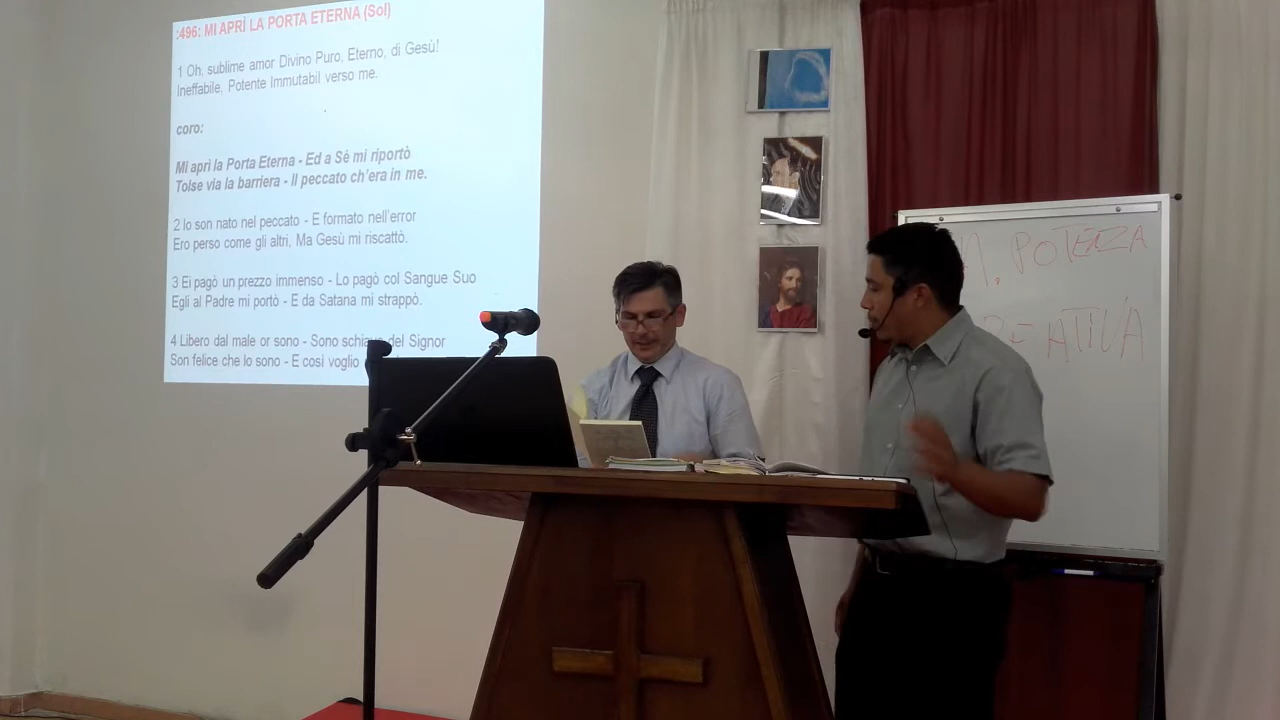 :496: MI APRÌ LA PORTA ETERNA (Sol)
1 Oh, sublime amor Divino Puro, Eterno, di Gesù!
Ineffabile, Potente Immutabil verso me.
coro:
Mi aprì la Porta Eterna - Ed a Sé mi riportò
Tolse via la barriera - Il peccato ch'era in me.
2 Io son nato nel peccato - E formato nell'error
Ero perso come gli altri, Ma Gesù mi riscattò.
3 Ei pagò un prezzo immenso - Lo pagò col Sangue Suo
Egli al Padre mi portò - E da Satana mi strappò.
4 Libero dal male or sono - Sono schiavo del Signor
Son felice che lo sono - E così voglio
POTENZA
ATTIVA